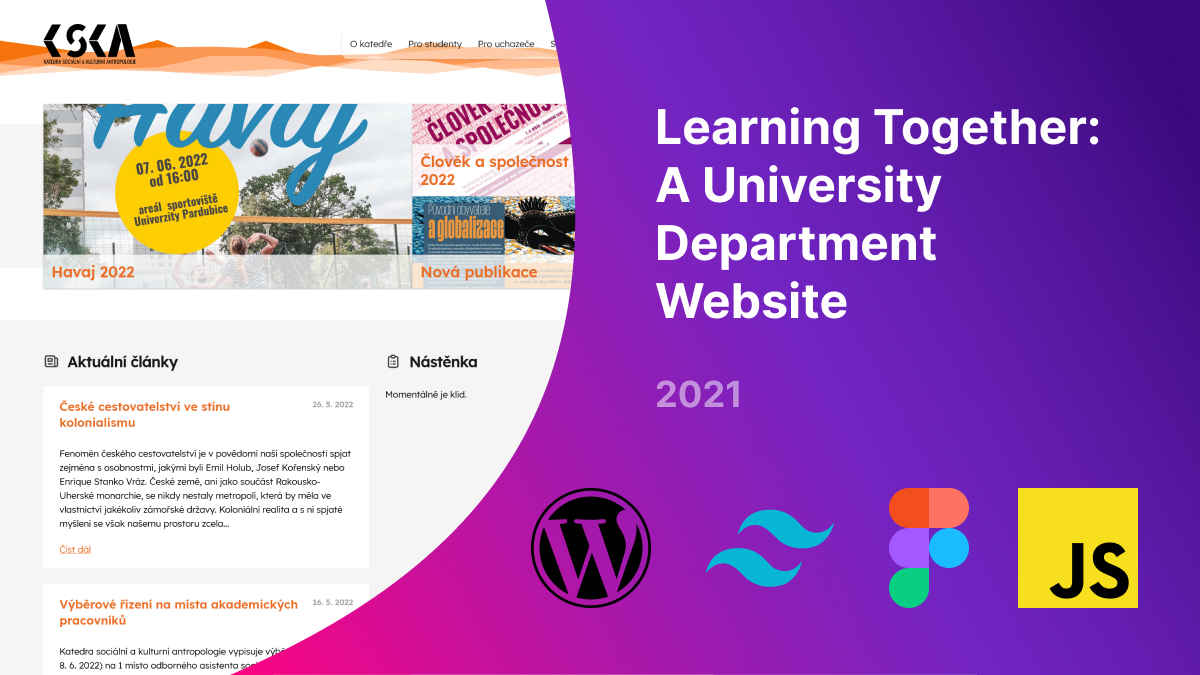 KSKA
KATEDRA SOCIÁLNÍ A KULTURNÍ ANTROPOLOGIE
O katedře Pro studenty Pro uchazeče S
Havaj
07. 06. 2022
od 16:00
areál sportoviště
Univerzity Pardubice
Havaj 2022
ČLOVĚK
A SPOLEČNOST
Člověk a společnost
2022
Původní obyvatelé
a globalizace
Nová publikace
Learning Together:
A University
Department
Website
2021
Aktuální články
České cestovatelství ve stínu
kolonialismu
26. 5. 2022
Fenomén českého cestovatelství je v povědomí naší společnosti spjat
zejména s osobnostmi, jakými byli Emil Holub, Josef Kořenský nebo
Enrique Stanko Vráz. České země, ani jako součást Rakousko-
Uherské monarchie, se nikdy nestaly metropolí, která by měla ve
vlastnictví jakékoliv zámořské državy. Koloniální realita a s ní spjaté
myšlení se však našemu prostoru zcela...
Číst dál
Výběrové řízení na místa akademických
pracovníků
16. 5. 2022
Katedra sociální a kulturní antropologie vypisuje
8. 6. 2022) na 1 místo odborného asistenta
Nástěnka
Momentálně je klid.
W
JS